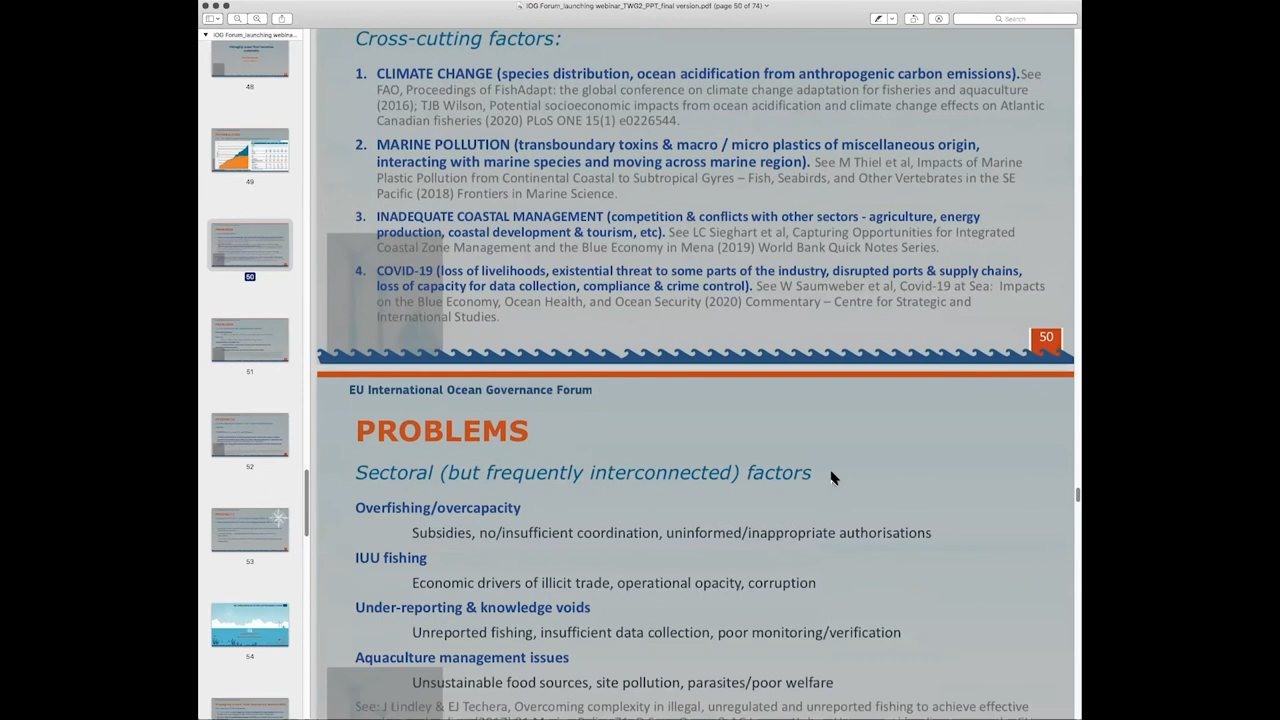 IOG Forum_launching webinar_TWG2_PPT_final version.pdf (page 50 of 74)
Search
IOG Forum_launching webina...
48
49
50
51
52
53
54
Cross-cutting factors:
1. CLIMATE CHANGE (species distribution, ocean acidification from anthropogenic carbon emissions).See
FAO, Proceedings of FishAdapt: the global conference on climate change adaptation for fisheries and aquaculture
(2016); TJB Wilson, Potential socioeconomic impacts from ocean acidification and climate change effects on Atlantic
Canadian fisheries (2020) PLoS ONE 15(1) e0226544.
2. MARINE POLLUTION (transboundary toxins & macro / micro plastics of miscellaneous origin,
interacting with marine species and moving across marine region). See M Thiel et al, Impacts of Marine
Plastic Pollution from Continental Coastal to Subtropical Gyres – Fish, Seabirds, and Other Vertebrates in the SE
Pacific (2018) Frontiers in Marine Science.
3. INADEQUATE COASTAL MANAGEMENT (competition & conflicts with other sectors - agriculture, energy
production, coastal development & tourism, etc). See LC Sieghart et al, Capturing Opportunities for Integrated
Coastal Zone Management and the Blue Economy in Mena (2019) World Bank Quick Notes Series.
4. COVID-19 (loss of livelihoods, existential threat to some parts of the industry, disrupted ports & supply chains,
loss of capacity for data collection, compliance & crime control). See W Saumweber et al, Covid-19 at Sea: Impacts
on the Blue Economy, Ocean Health, and Ocean Security (2020) Commentary – Centre for Strategic and
International Studies.
50
EU International Ocean Governance Forum
PROBLEMS
Sectoral (but frequently interconnected) factors
Overfishing/overcapacity
Subsidies, no/insufficient coordination, uninformed/inappropriate authorisations
IUU fishing
Economic drivers of illicit trade, operational opacity, corruption
Under-reporting & knowledge voids
Unreported fishing, insufficient data collection, poor monitoring/verification
Aquaculture management issues
Unsustainable food sources, site pollution, parasites/poor welfare
See: J Lindley & EJ Techera, Overcoming complexity in illegal, unregulated and unreported fishing to achieve effective